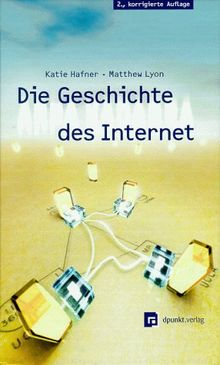 2., korrigierte Auflage
Katie Hafner • Matthew Lyon
Die Geschichte
des Internet
dpunkt.verlag